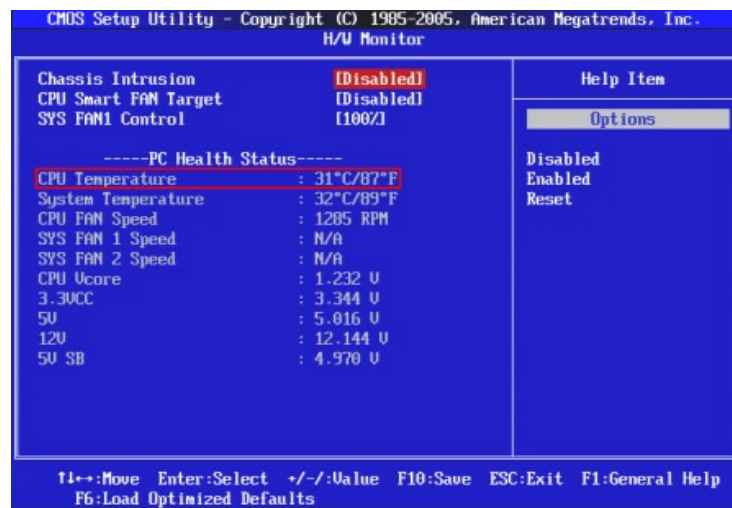 CMOS Setup Utility - Copyright (C) 1985-2005, American Megatrends, Inc.
H/W Monitor
Chassis Intrusion [Disabled]
CPU Smart FAN Target [Disabled]
SYS FAN1 Control [100%]
-----PC Health Status-----
CPU Temperature : 31°C/87°F
System Temperature : 32°C/89°F
CPU FAN Speed : 1285 RPM
SYS FAN 1 Speed : N/A
SYS FAN 2 Speed : N/A
CPU Vcore : 1.232 V
3.3VCC : 3.344 V
5V : 5.016 V
12V : 12.144 V
5V SB : 4.970 V
Help Item
Options
Disabled
Enabled
Reset
↑↓←→:Move Enter:Select +/-/:Value F10:Save ESC:Exit F1:General Help
F6:Load Optimized Defaults